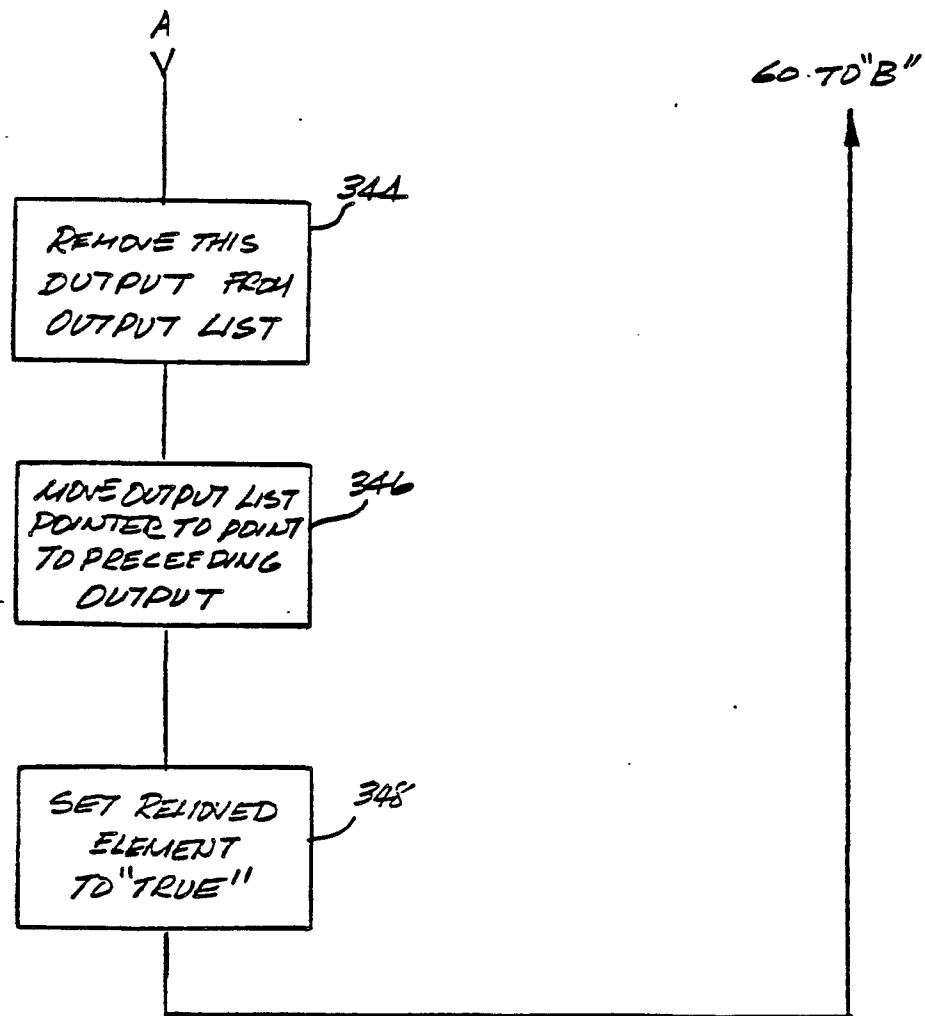 A
GO TO "B"
344
REMOVE THIS
OUTPUT FROM
OUTPUT LIST
346
MOVE OUTPUT LIST
POINTER TO POINT
TO PRECEEDING
OUTPUT
348
SET REMOVED
ELEMENT
TO "TRUE"